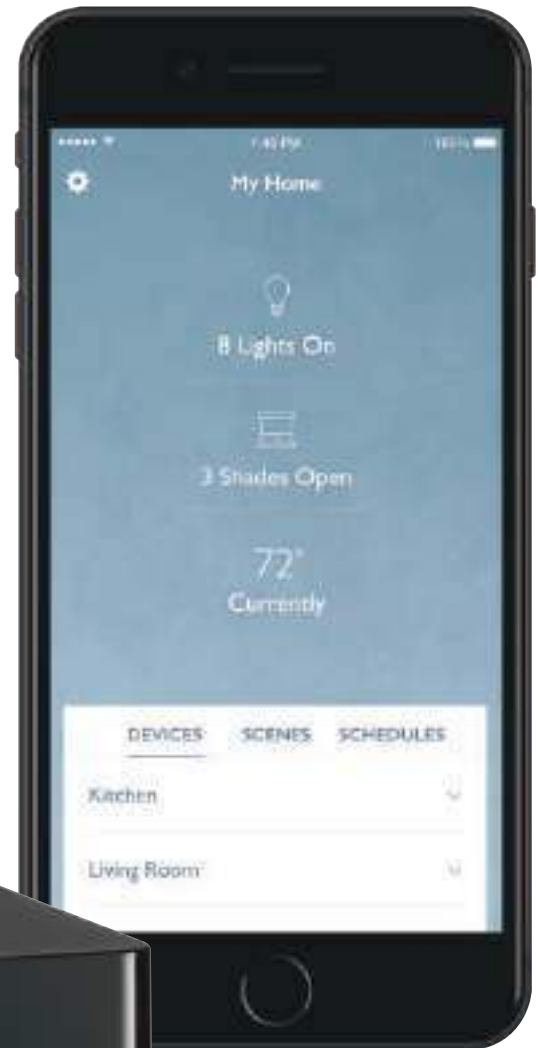 My Home
8 Lights On
3 Shades Open
72°
Currently
DEVICES SCENES SCHEDULES
Kitchen
Living Room